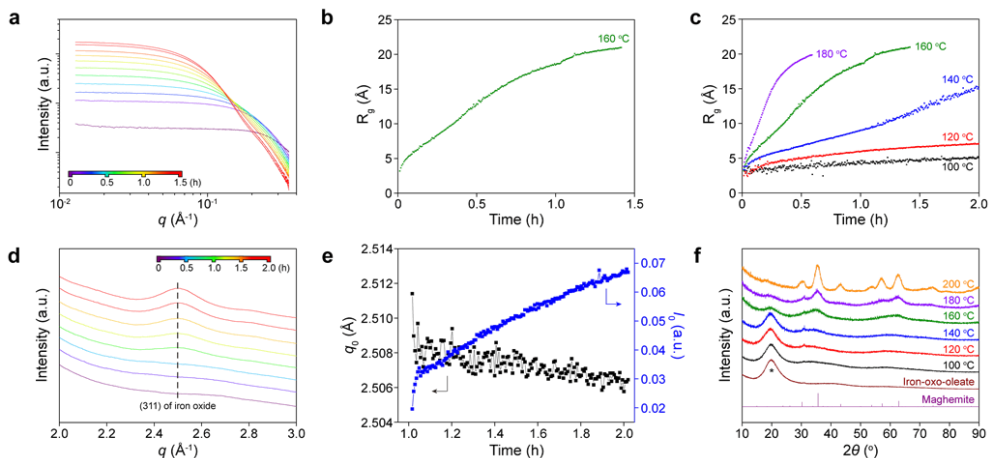 a
Intensity (a.u.)
0 0.5 1.0 1.5 (h)
10⁻² 10⁻¹
q (Å⁻¹)
b
160 °C
Rg (Å)
25
20
15
10
5
0
0 0.5 1.0 1.5
Time (h)
c
180 °C
160 °C
140 °C
120 °C
100 °C
Rg (Å)
25
20
15
10
5
0
0 0.5 1.0 1.5 2.0
Time (h)
d
0 0.5 1.0 1.5 2.0 (h)
Intensity (a.u.)
(311) of iron oxide
2.0 2.2 2.4 2.6 2.8 3.0
q (Å⁻¹)
e
2.514
2.512
2.510
2.508
2.506
2.504
q₀ (Å)
0.07
0.06
0.05
0.04
0.03
0.02
I₀ (a.u.)
1.0 1.2 1.4 1.6 1.8 2.0
Time (h)
f
Intensity (a.u.)
200 °C
180 °C
160 °C
140 °C
120 °C
100 °C
*
Iron-oxo-oleate
Maghemite
10 20 30 40 50 60 70 80 90
2θ (°)